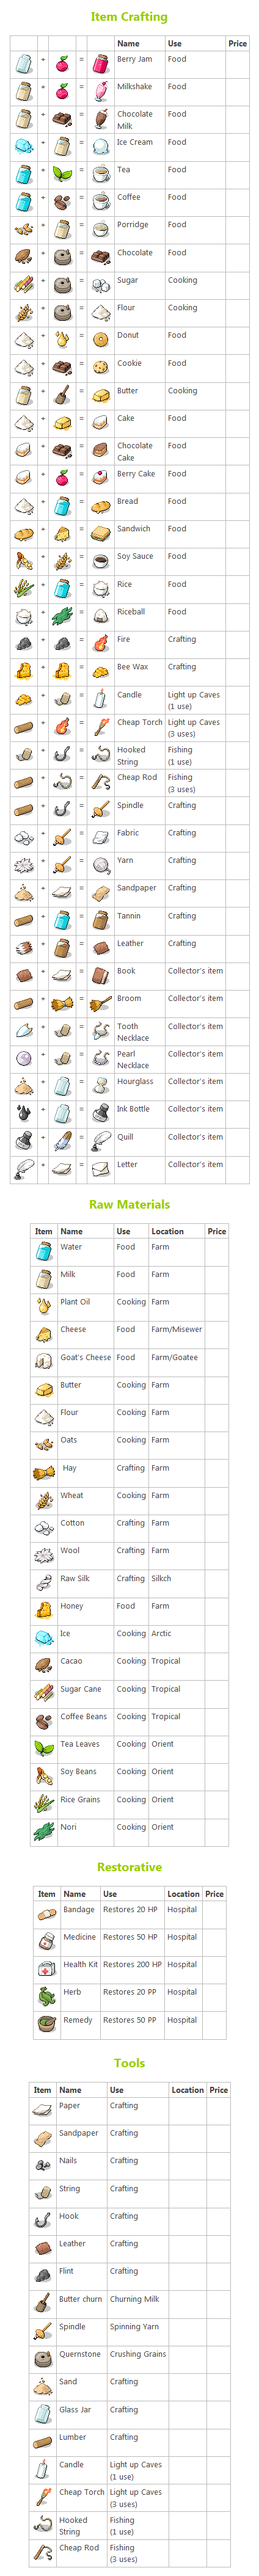 Item Crafting
Name Use Price
+ = Berry Jam Food
+ = Milkshake Food
+ = Chocolate Food
Milk
+ = Ice Cream Food
+ = Tea Food
+ = Coffee Food
+ = Porridge Food
+ = Chocolate Food
+ = Sugar Cooking
+ = Flour Cooking
+ = Donut Food
+ = Cookie Food
+ = Butter Cooking
+ = Cake Food
+ = Chocolate Food
Cake
+ = Berry Cake Food
+ = Bread Food
+ = Sandwich Food
+ = Soy Sauce Food
+ = Rice Food
+ = Riceball Food
+ = Fire Crafting
+ = Bee Wax Crafting
+ = Candle Light up Caves
(1 use)
+ = Cheap Torch Light up Caves
(3 uses)
+ = Hooked Fishing
String (1 use)
+ = Cheap Rod Fishing
(3 uses)
+ = Spindle Crafting
+ = Fabric Crafting
+ = Yarn Crafting
+ = Sandpaper Crafting
+ = Tannin Crafting
+ = Leather Crafting
+ = Book Collector's item
+ = Broom Collector's item
+ = Tooth Collector's item
Necklace
+ = Pearl Collector's item
Necklace
+ = Hourglass Collector's item
+ = Ink Bottle Collector's item
+ = Quill Collector's item
+ = Letter Collector's item
Raw Materials
Item Name Use Location Price
Water Food Farm
Milk Food Farm
Plant Oil Cooking Farm
Cheese Food Farm/Misewer
Goat's Cheese Food Farm/Goatee
Butter Cooking Farm
Flour Cooking Farm
Oats Cooking Farm
Hay Crafting Farm
Wheat Cooking Farm
Cotton Crafting Farm
Wool Crafting Farm
Raw Silk Crafting Silkch
Honey Food Farm
Ice Cooking Arctic
Cacao Cooking Tropical
Sugar Cane Cooking Tropical
Coffee Beans Cooking Tropical
Tea Leaves Cooking Orient
Soy Beans Cooking Orient
Rice Grains Cooking Orient
Nori Cooking Orient
Restorative
Item Name Use Location Price
Bandage Restores 20 HP Hospital
Medicine Restores 50 HP Hospital
Health Kit Restores 200 HP Hospital
Herb Restores 20 PP Hospital
Remedy Restores 50 PP Hospital
Tools
Item Name Use Location Price
Paper Crafting
Sandpaper Crafting
Nails Crafting
String Crafting
Hook Crafting
Leather Crafting
Flint Crafting
Butter churn Churning Milk
Spindle Spinning Yarn
Quernstone Crushing Grains
Sand Crafting
Glass Jar Crafting
Lumber Crafting
Candle Light up Caves
(1 use)
Cheap Torch Light up Caves
(3 uses)
Hooked Fishing
String (1 use)
Cheap Rod Fishing
(3 uses)